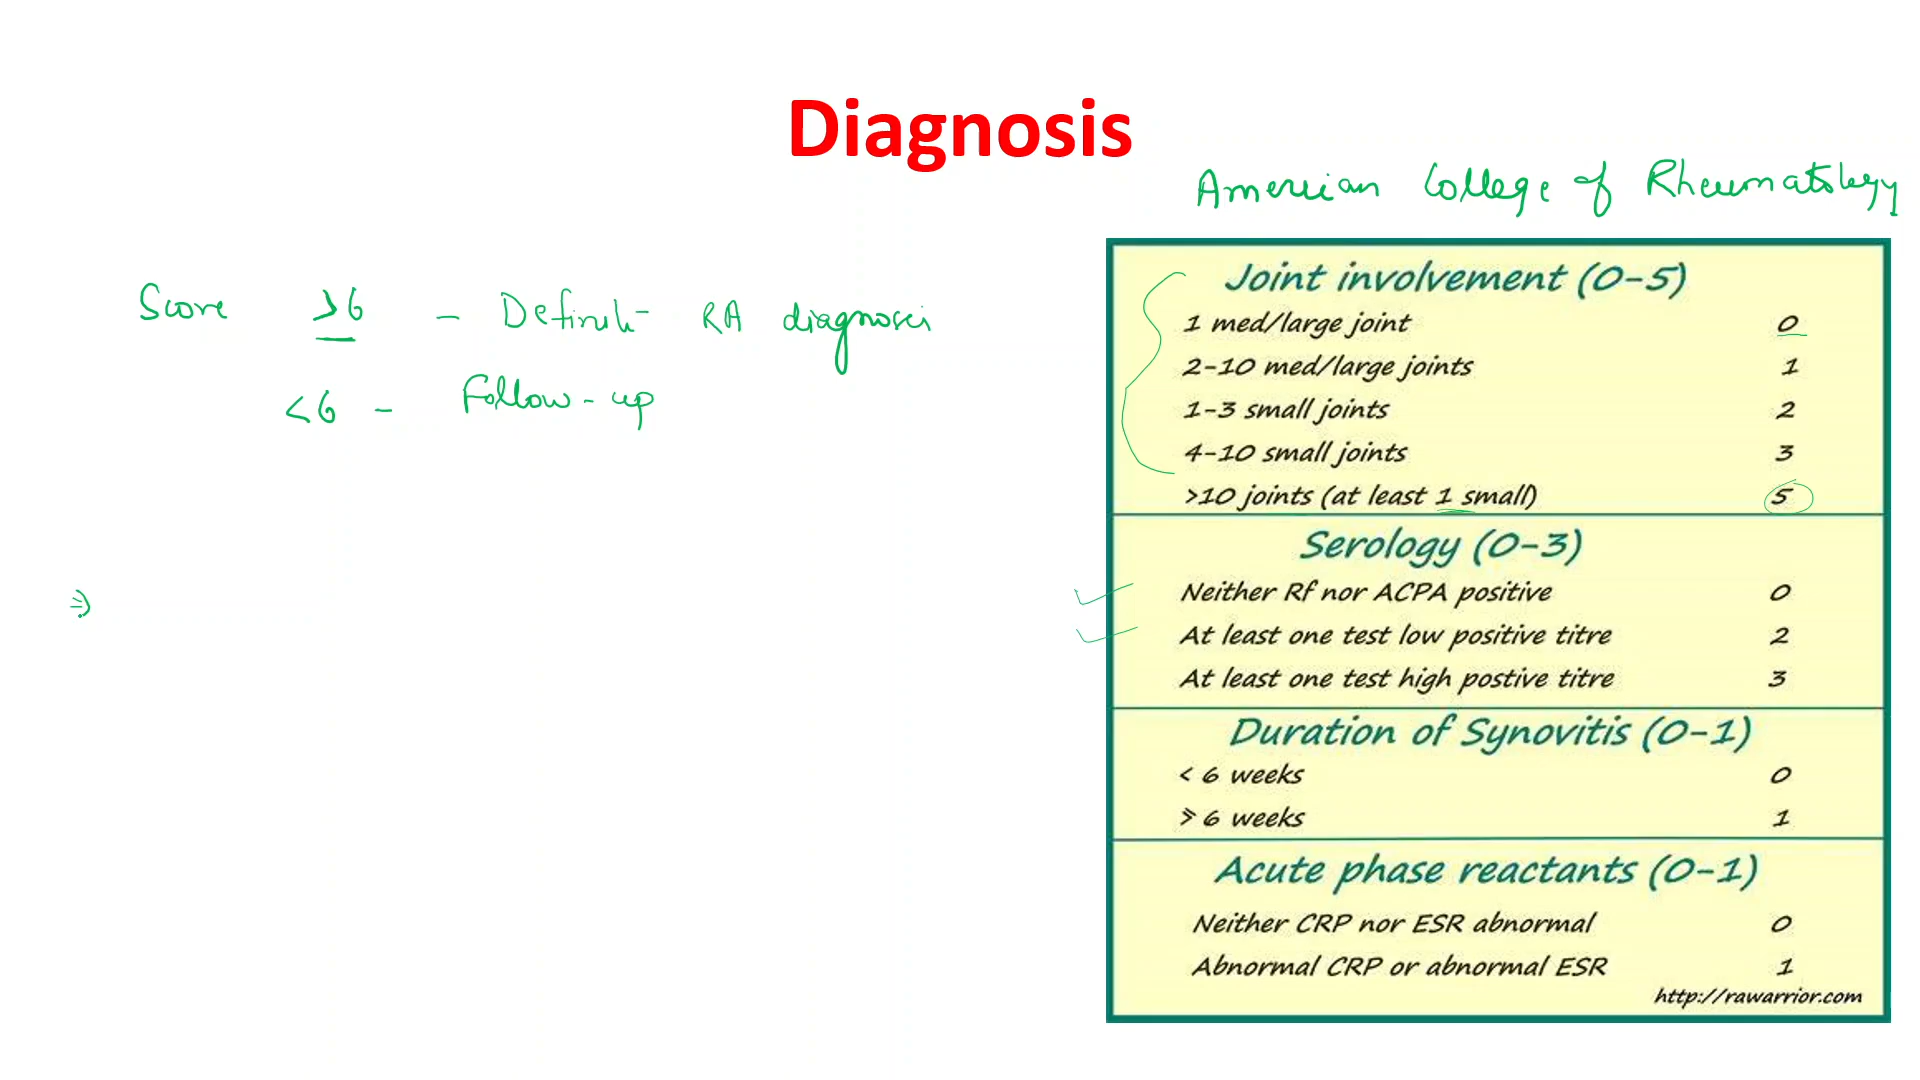 Diagnosis
American College of Rheumatology
Score ≥6 - Definite RA diagnosis
<6 - Follow-up
Joint involvement (0-5)
1 med/large joint 0
2-10 med/large joints 1
1-3 small joints 2
4-10 small joints 3
>10 joints (at least 1 small) 5
Serology (0-3)
Neither Rf nor ACPA positive 0
At least one test low positive titre 2
At least one test high postive titre 3
Duration of Synovitis (0-1)
< 6 weeks 0
≥ 6 weeks 1
Acute phase reactants (0-1)
Neither CRP nor ESR abnormal 0
Abnormal CRP or abnormal ESR 1
http://rawarrior.com